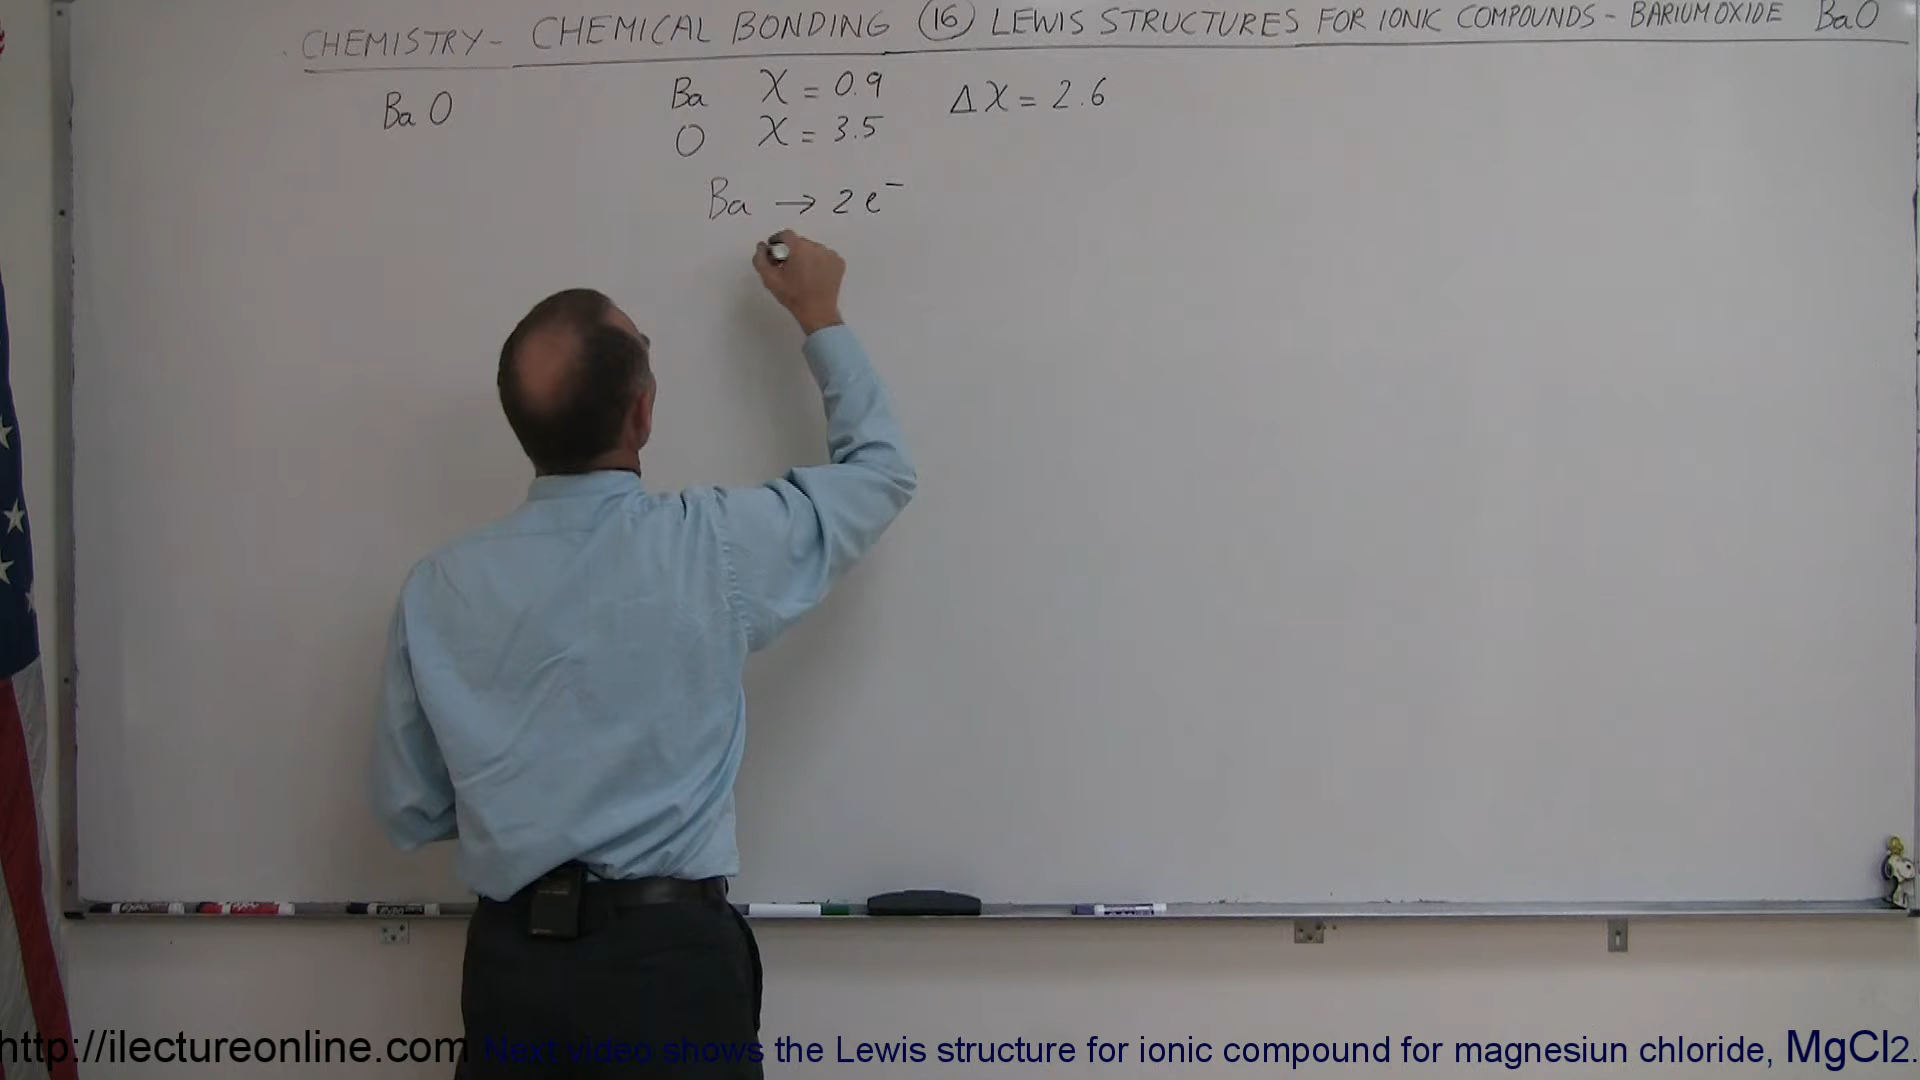 CHEMISTRY- CHEMICAL BONDING (16) LEWIS STRUCTURES FOR IONIC COMPOUNDS - BARIUM OXIDE BaO
BaO
Ba χ = 0.9
Δχ = 2.6
O χ = 3.5
Ba → 2e⁻
http://ilectureonline.com Next video shows the Lewis structure for ionic compound for magnesiun chloride, MgCl2.